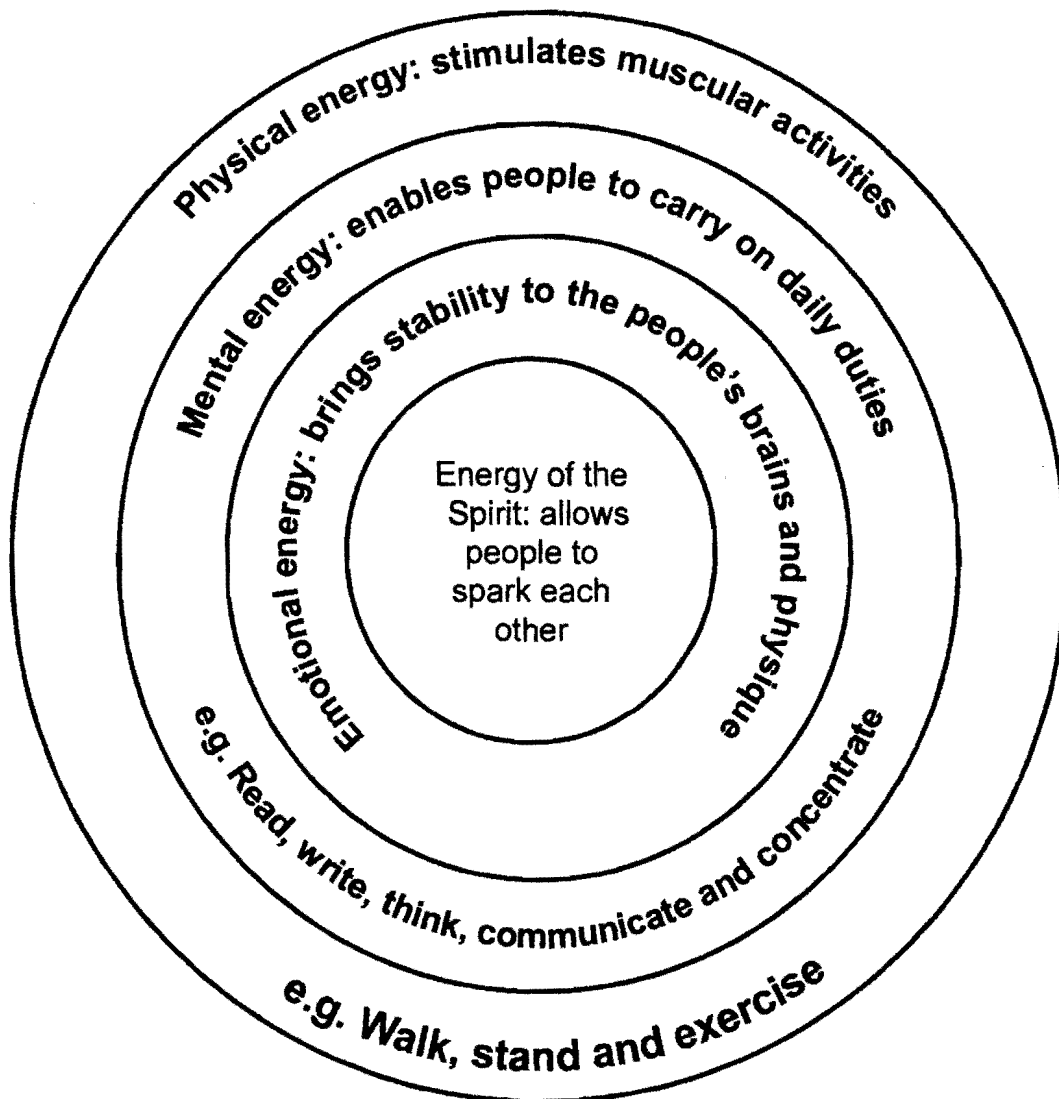 Physical energy: stimulates muscular activities
Mental energy: enables people to carry on daily duties
Emotional energy: brings stability to the people's brains and physique
Energy of the
Spirit: allows
people to
spark each
other
e.g. Read, write, think, communicate and concentrate
e.g. Walk, stand and exercise